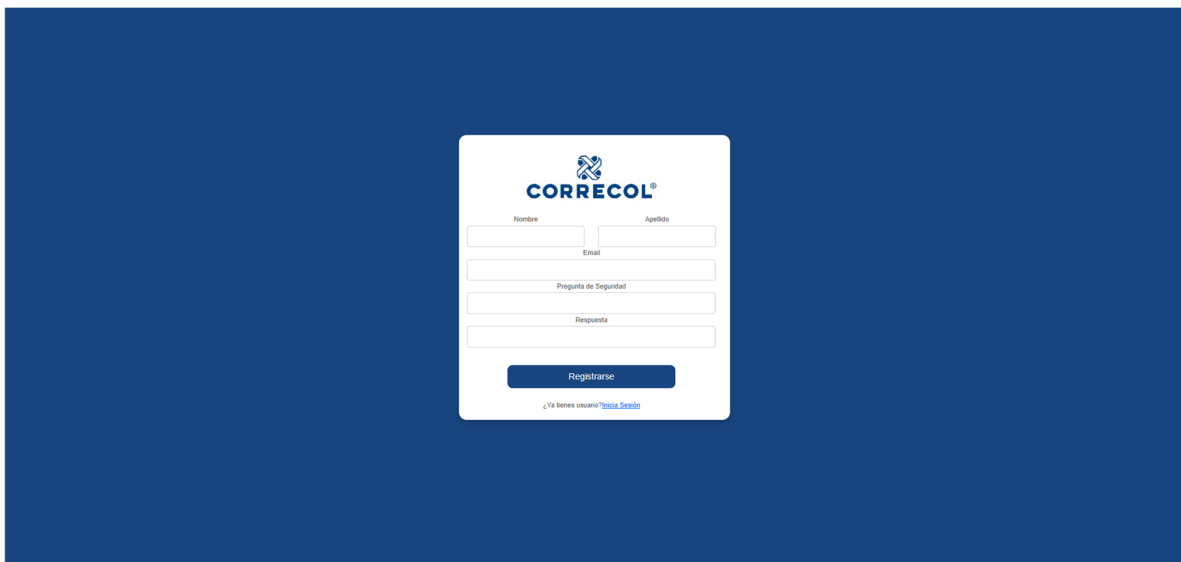 CORRECOL®
Nombre Apellido
Email
Pregunta de Seguridad
Respuesta
Registrarse
¿Ya tienes usuario?Inicia Sesión